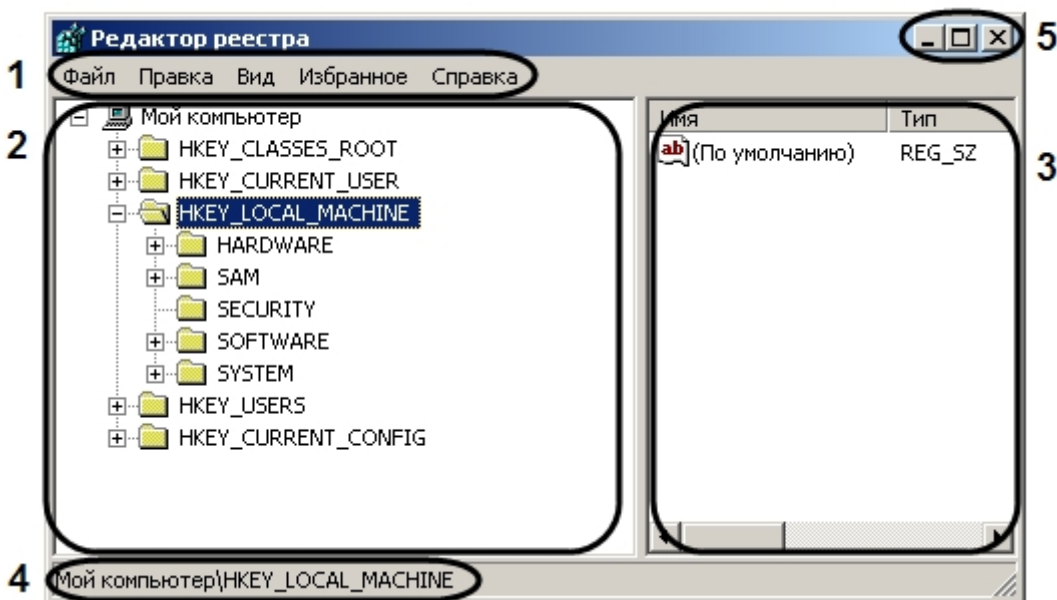 Редактор реестра
5
1
Файл Правка Вид Избранное Справка
2
Мой компьютер
HKEY_CLASSES_ROOT
HKEY_CURRENT_USER
HKEY_LOCAL_MACHINE
HARDWARE
SAM
SECURITY
SOFTWARE
SYSTEM
HKEY_USERS
HKEY_CURRENT_CONFIG
Имя Тип
ab (По умолчанию) REG_SZ
3
4
Мой компьютер\HKEY_LOCAL_MACHINE